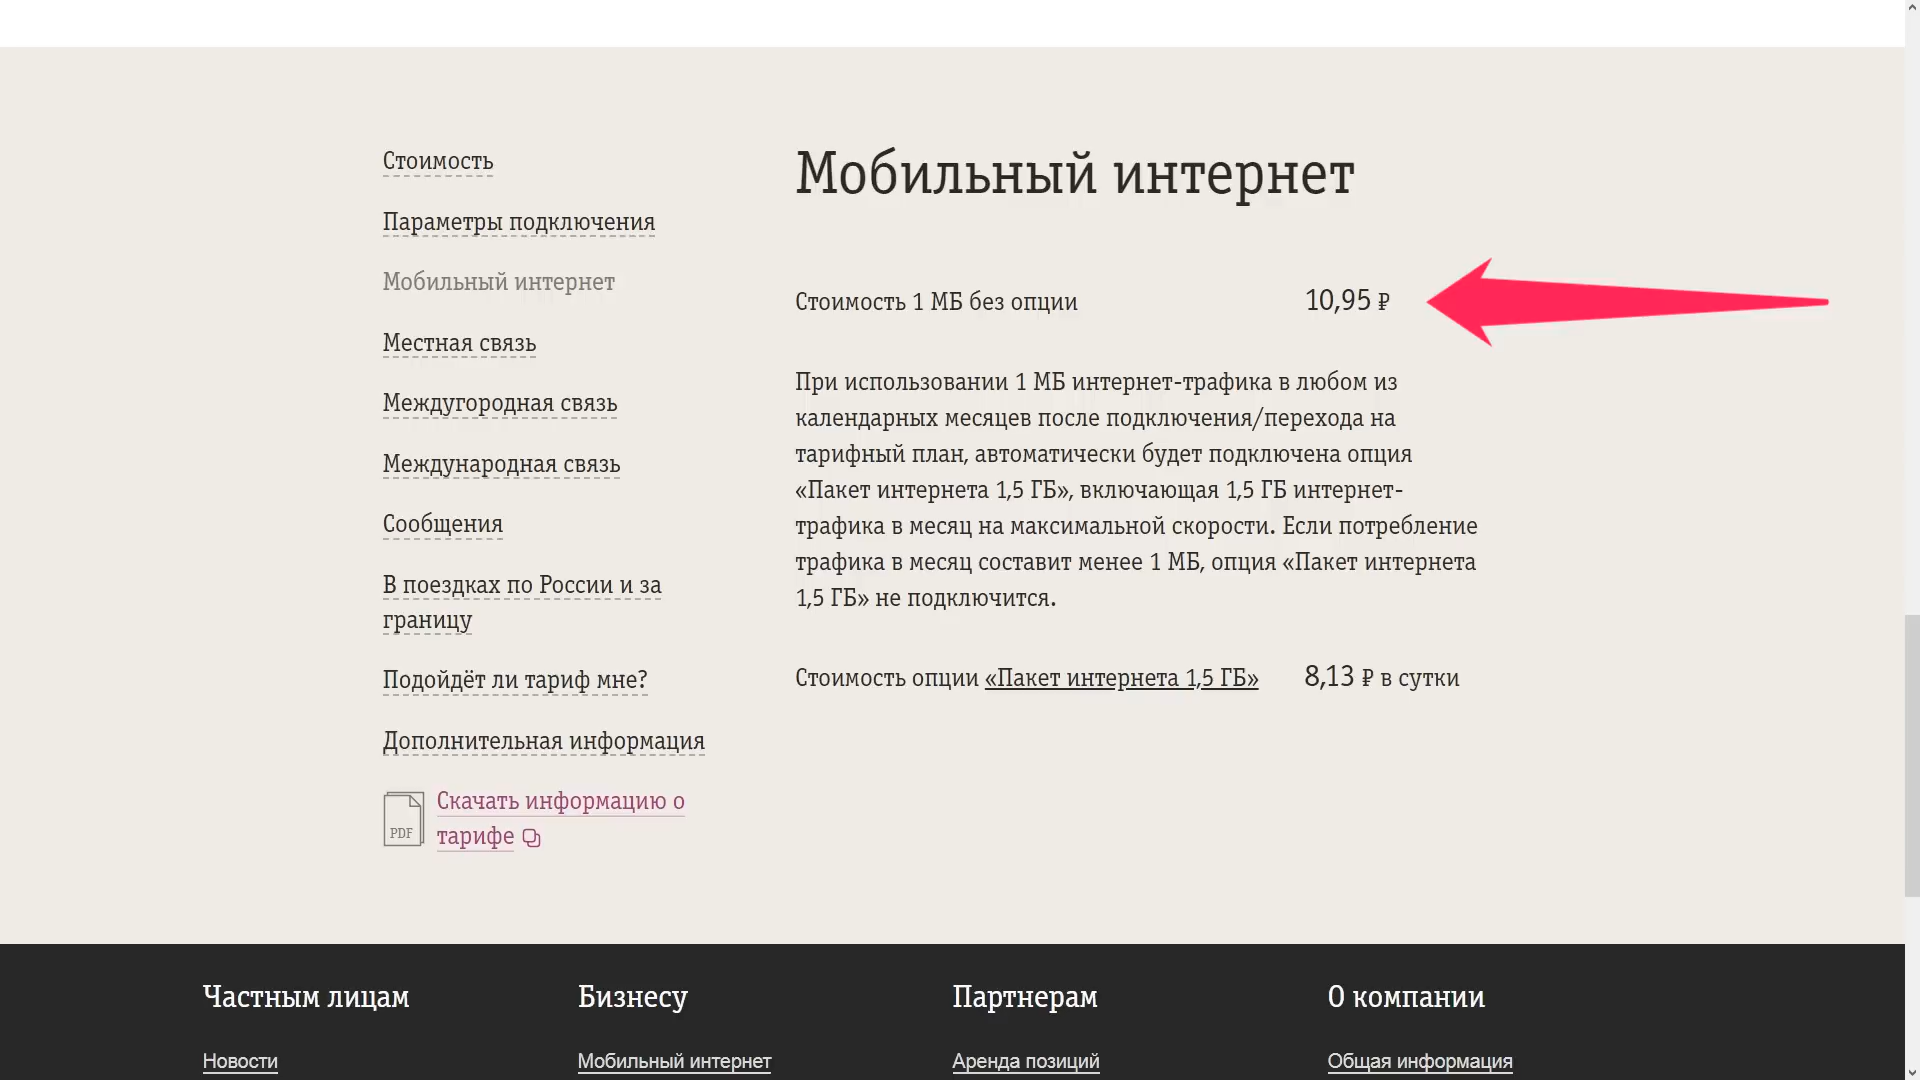 Стоимость
Параметры подключения
Мобильный интернет
Местная связь
Междугородная связь
Международная связь
Сообщения
В поездках по России и за
границу
Подойдёт ли тариф мне?
Дополнительная информация
PDF
Скачать информацию о
тарифе
Мобильный интернет
Стоимость 1 МБ без опции 10,95 ₽
При использовании 1 МБ интернет-трафика в любом из
календарных месяцев после подключения/перехода на
тарифный план, автоматически будет подключена опция
«Пакет интернета 1,5 ГБ», включающая 1,5 ГБ интернет-
трафика в месяц на максимальной скорости. Если потребление
трафика в месяц составит менее 1 МБ, опция «Пакет интернета
1,5 ГБ» не подключится.
Стоимость опции «Пакет интернета 1,5 ГБ» 8,13 ₽ в сутки
Частным лицам
Новости
Бизнесу
Мобильный интернет
Партнерам
Аренда позиций
О компании
Общая информация